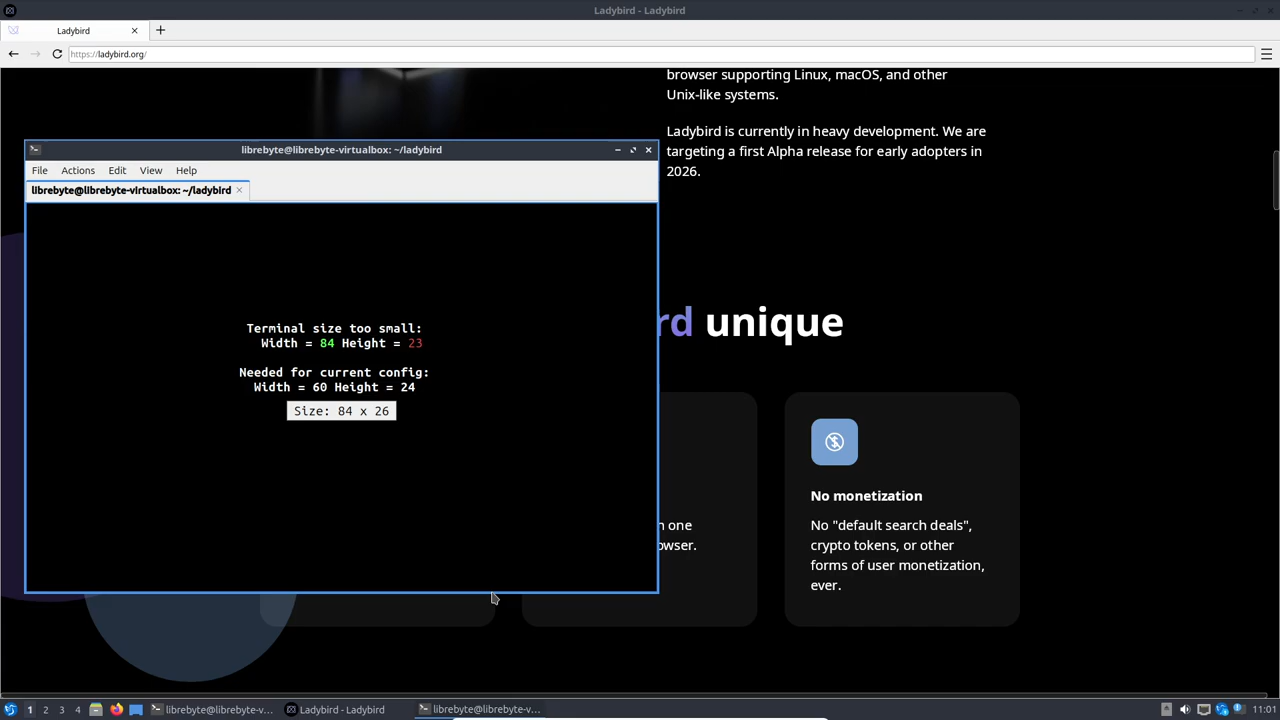 Ladybird - Ladybird
Ladybird
https://ladybird.org/
browser supporting Linux, macOS, and other
Unix-like systems.
Ladybird is currently in heavy development. We are
targeting a first Alpha release for early adopters in
2026.
librebyte@librebyte-virtualbox: ~/ladybird
File Actions Edit View Help
librebyte@librebyte-virtualbox: ~/ladybird
Terminal size too small:
Width = 84 Height = 23
Needed for current config:
Width = 60 Height = 24
Size: 84 x 26
rd unique
n one
owser.
No monetization
No "default search deals",
crypto tokens, or other
forms of user monetization,
ever.
1 2 3 4 librebyte@librebyte-v... Ladybird - Ladybird librebyte@librebyte-v... 11:01